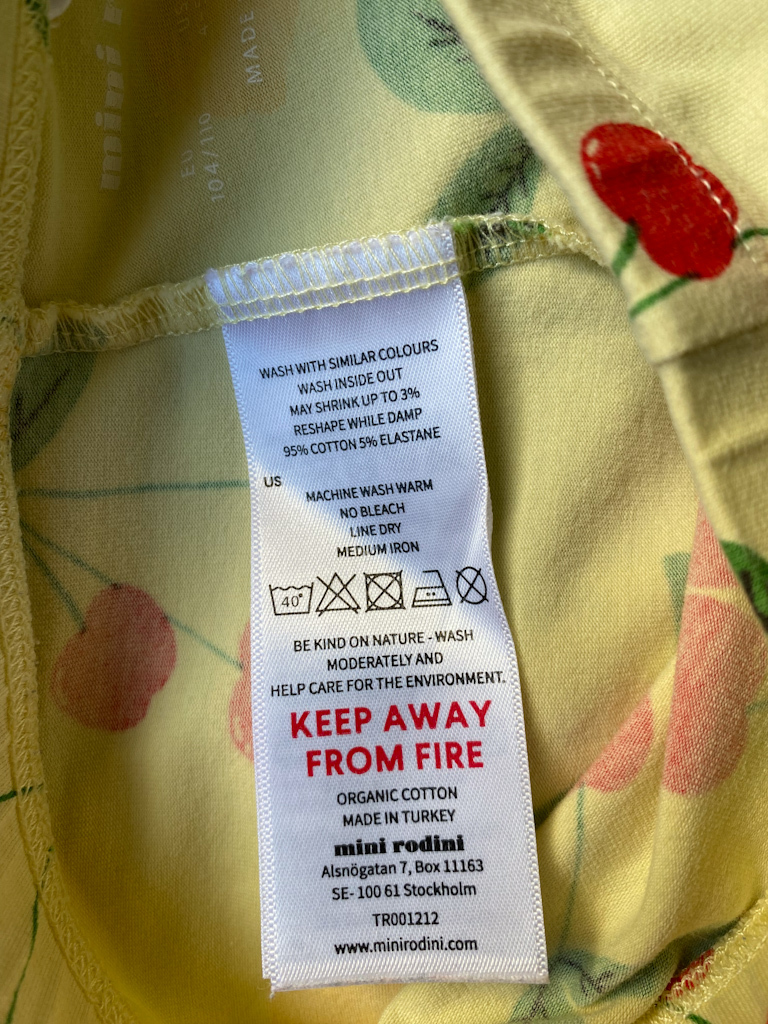 mini
US
MADE
EU
104/110
WASH WITH SIMILAR COLOURS
WASH INSIDE OUT
MAY SHRINK UP TO 3%
RESHAPE WHILE DAMP
95% COTTON 5% ELASTANE
US
MACHINE WASH WARM
NO BLEACH
LINE DRY
MEDIUM IRON
40°
BE KIND ON NATURE - WASH
MODERATELY AND
HELP CARE FOR THE ENVIRONMENT.
KEEP AWAY
FROM FIRE
ORGANIC COTTON
MADE IN TURKEY
mini rodini
Alsnögatan 7, Box 11163
SE- 100 61 Stockholm
TR001212
www.minirodini.com